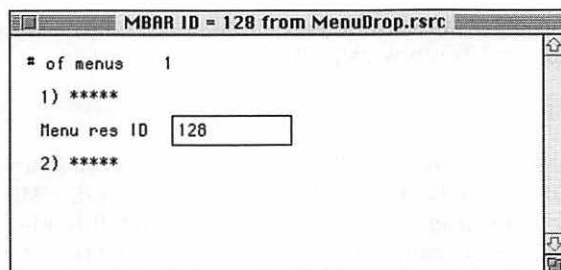 MBAR ID = 128 from MenuDrop.rsrc
# of menus 1
1) *****
Menu res ID 128
2) *****